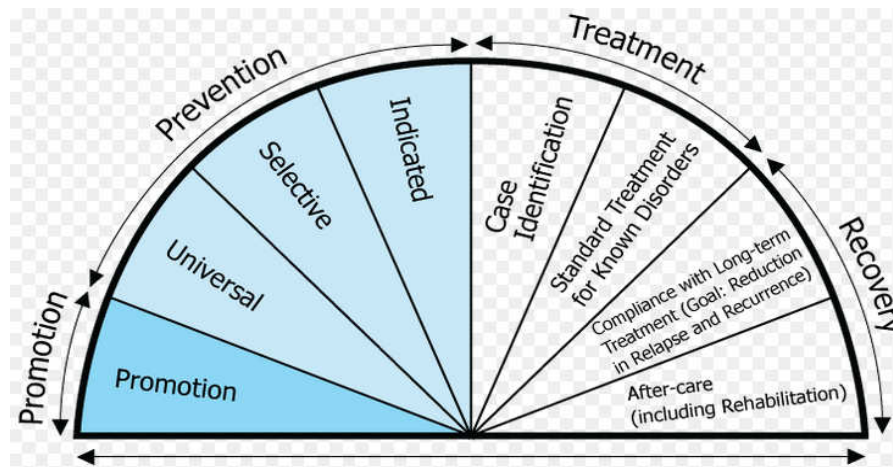 Promotion
Prevention
Treatment
Recovery
Promotion
Universal
Selective
Indicated
Case
Identification
Standard Treatment
for Known Disorders
Compliance with Long-term
Treatment (Goal: Reduction
in Relapse and Recurrence)
After-care
(including Rehabilitation)